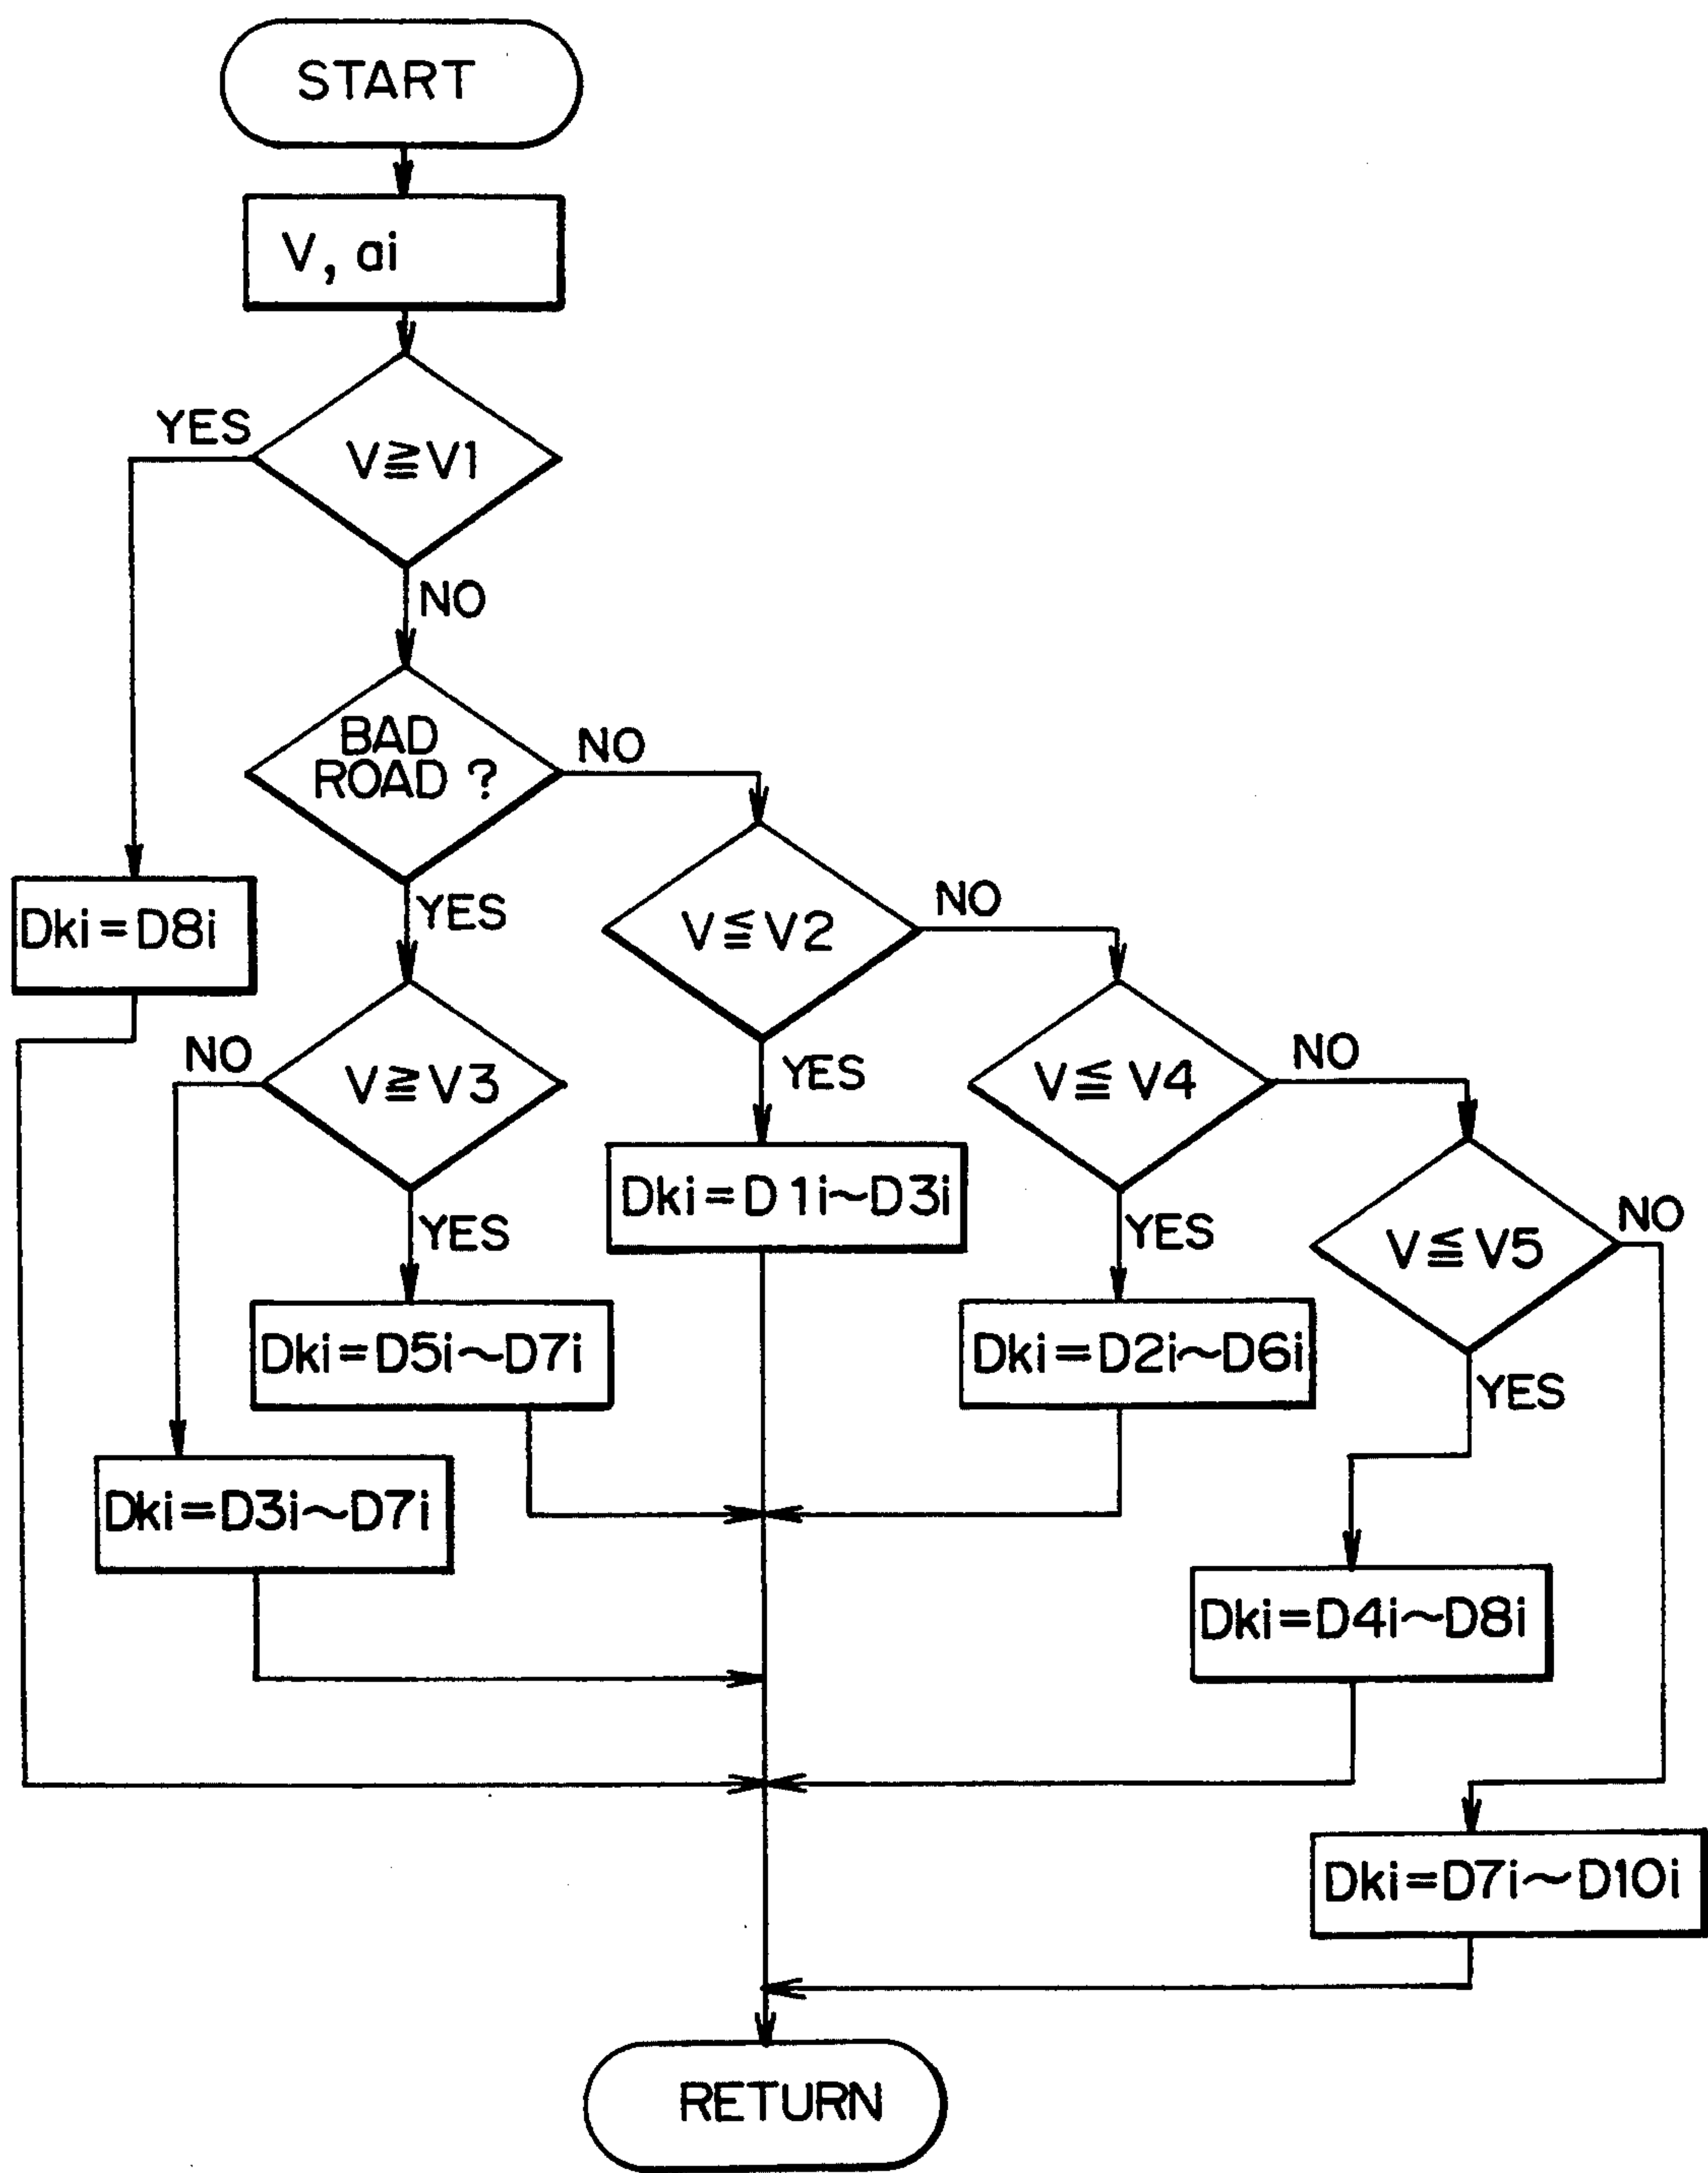 START
V, ai
YES
V≧V1
NO
BAD
ROAD ?
NO
YES
Dki=D8i
V≦V2
NO
NO
V≧V3
YES
V≦V4
NO
YES
Dki=D1i~D3i
YES
V≦V5
NO
Dki=D5i~D7i
Dki=D2i~D6i
YES
Dki=D3i~D7i
Dki=D4i~D8i
Dki=D7i~D10i
RETURN